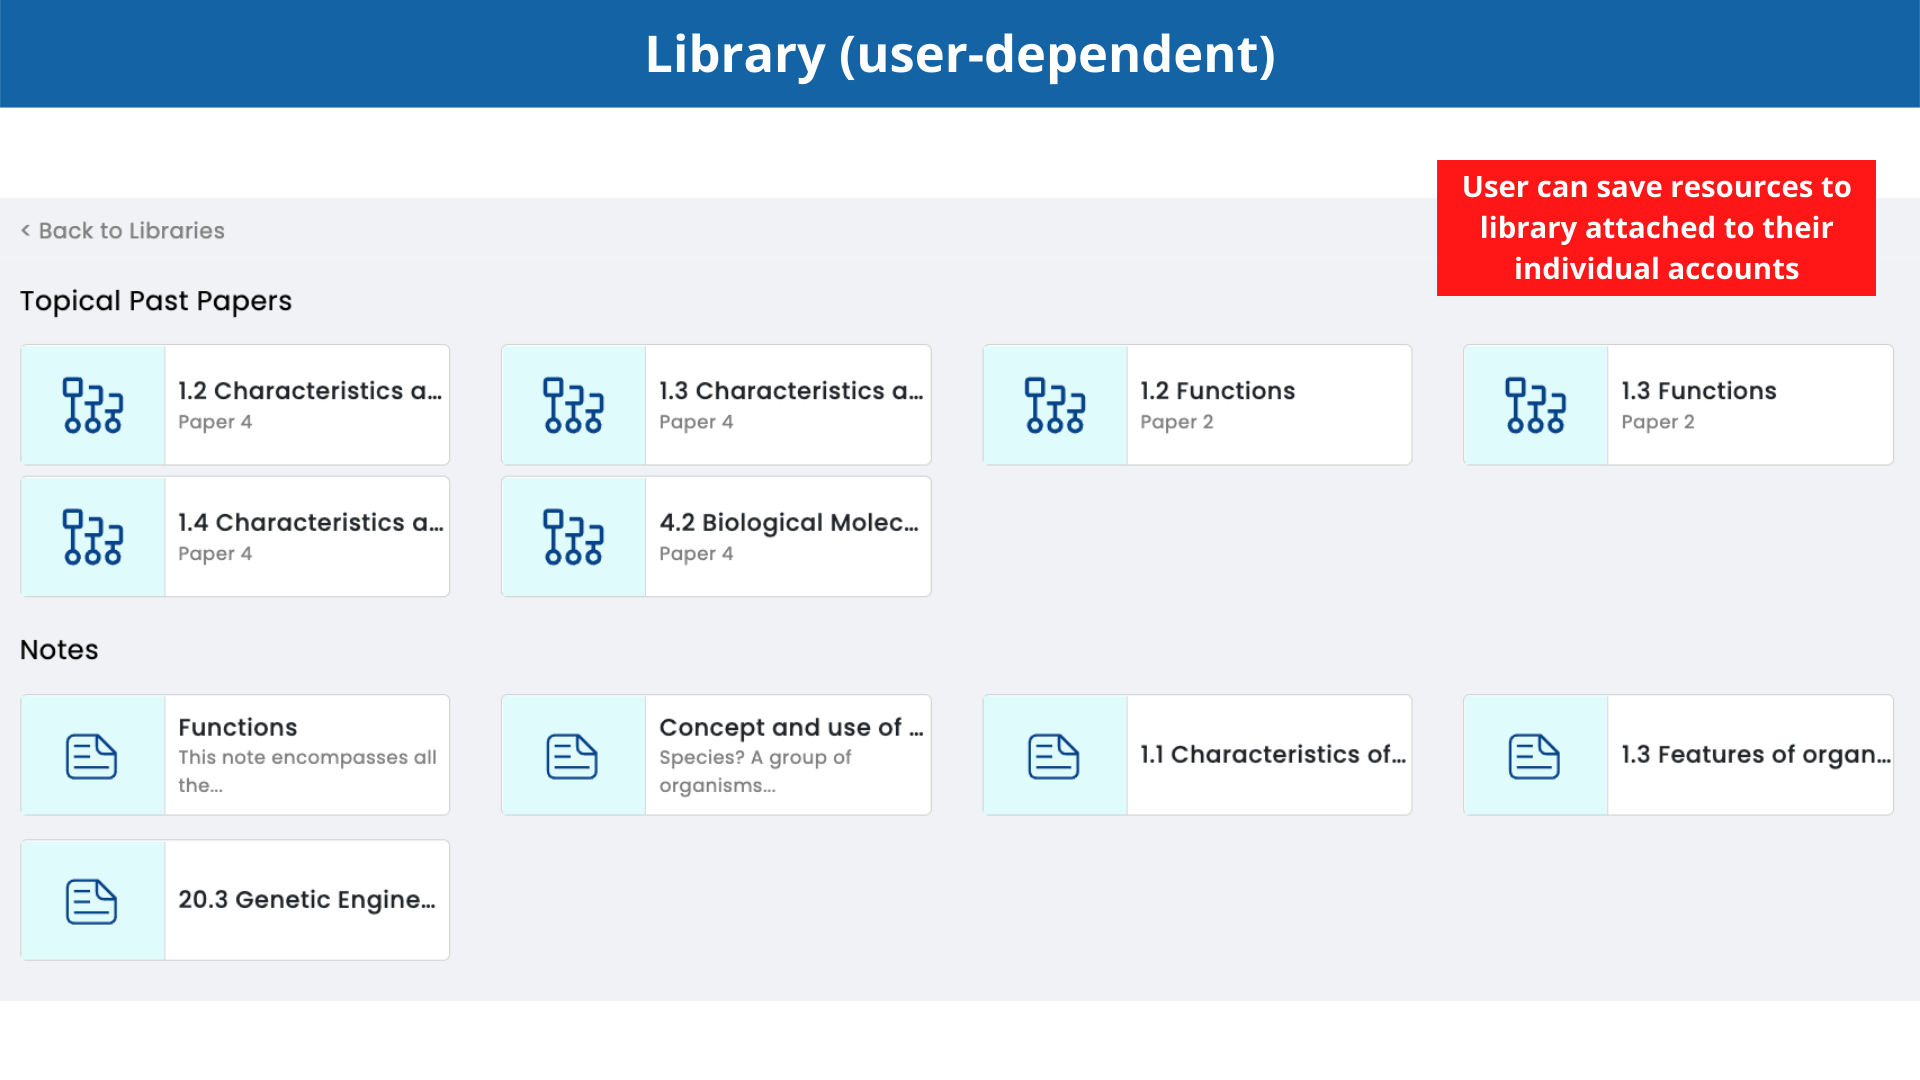 Library (user-dependent)
User can save resources to
library attached to their
individual accounts
< Back to Libraries
Topical Past Papers
1.2 Characteristics a...
Paper 4
1.3 Characteristics a...
Paper 4
1.2 Functions
Paper 2
1.3 Functions
Paper 2
1.4 Characteristics a...
Paper 4
4.2 Biological Molec...
Paper 4
Notes
Functions
This note encompasses all
the...
Concept and use of ...
Species? A group of
organisms...
1.1 Characteristics of...
1.3 Features of organ...
20.3 Genetic Engine...